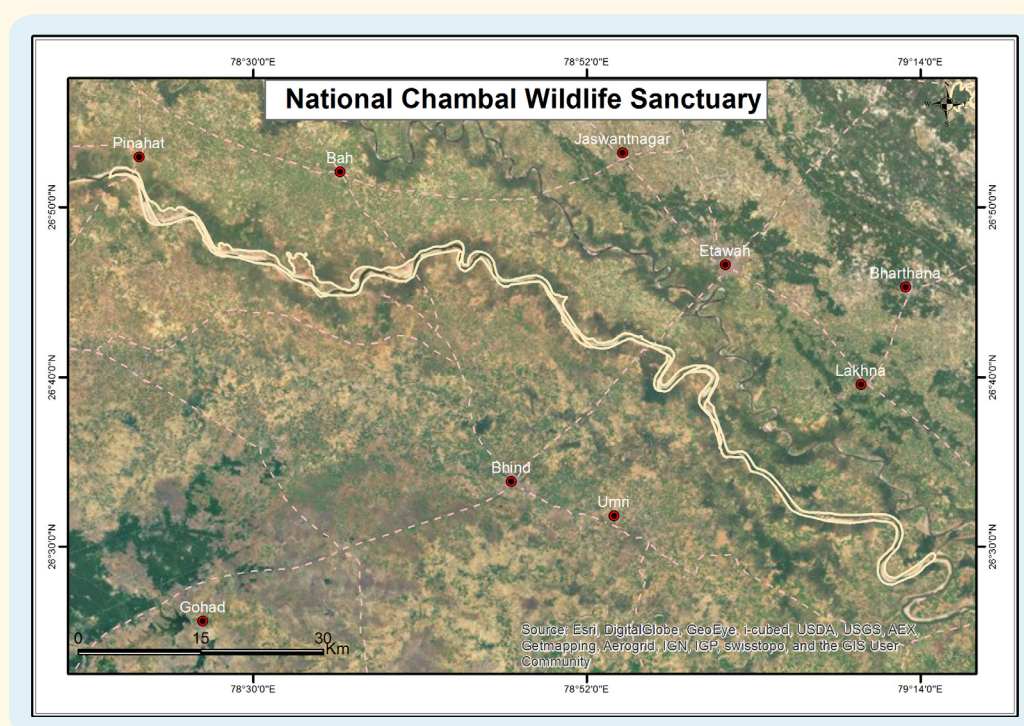 78°30'0"E 78°52'0"E 79°14'0"E
National Chambal Wildlife Sanctuary
Pinahat
Jaswantnagar
Bah
26°50'0"N 26°50'0"N
Etawah
Bharthana
Lakhna
26°40'0"N 26°40'0"N
Bhind
Umri
26°30'0"N 26°30'0"N
Gohad
0 15 30
Km
Source: Esri, DigitalGlobe, GeoEye, i-cubed, USDA, USGS, AEX,
Getmapping, Aerogrid, IGN, IGP, swisstopo, and the GIS User
Community
78°30'0"E 78°52'0"E 79°14'0"E